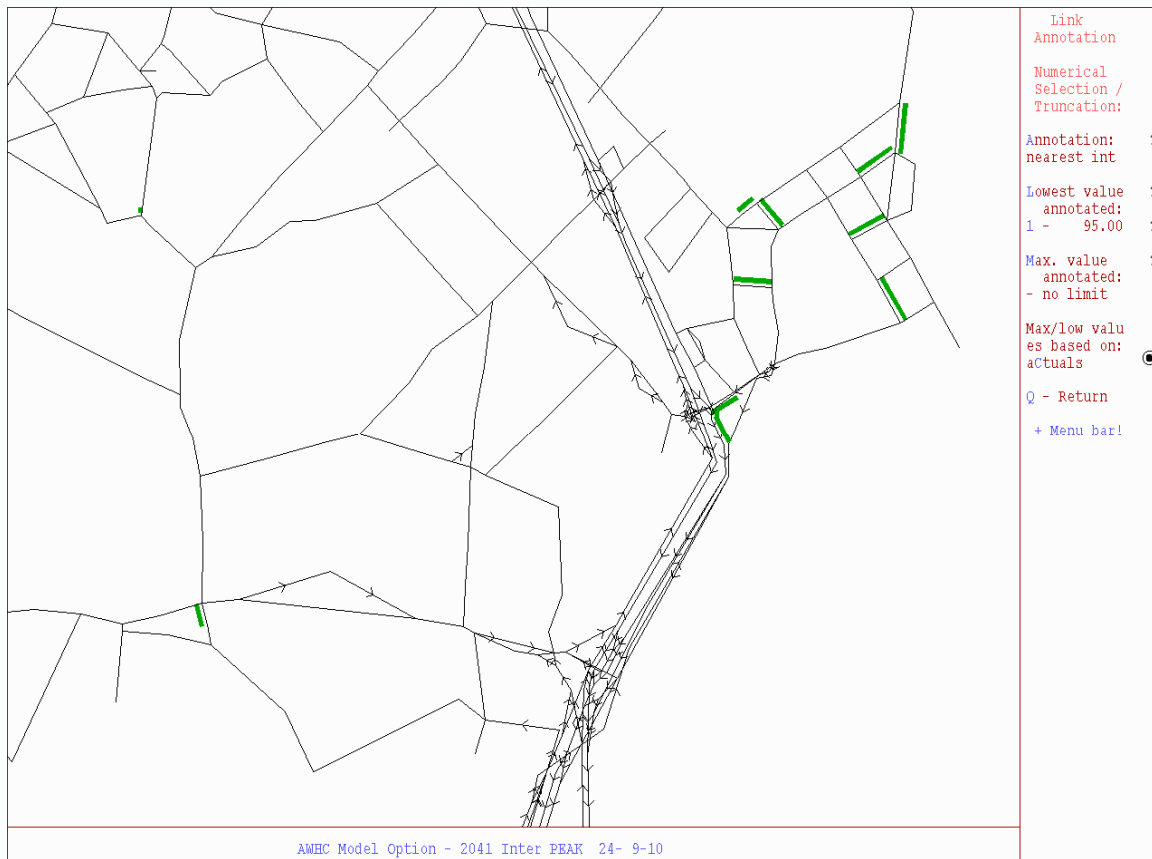 Link
Annotation
Numerical
Selection /
Truncation:
Annotation:
nearest int
Lowest value
annotated:
1 - 95.00
Max. value
annotated:
- no limit
Max/low valu
es based on:
aCtuals
Q - Return
+ Menu bar!
AWHC Model Option - 2041 Inter PEAK 24- 9-10